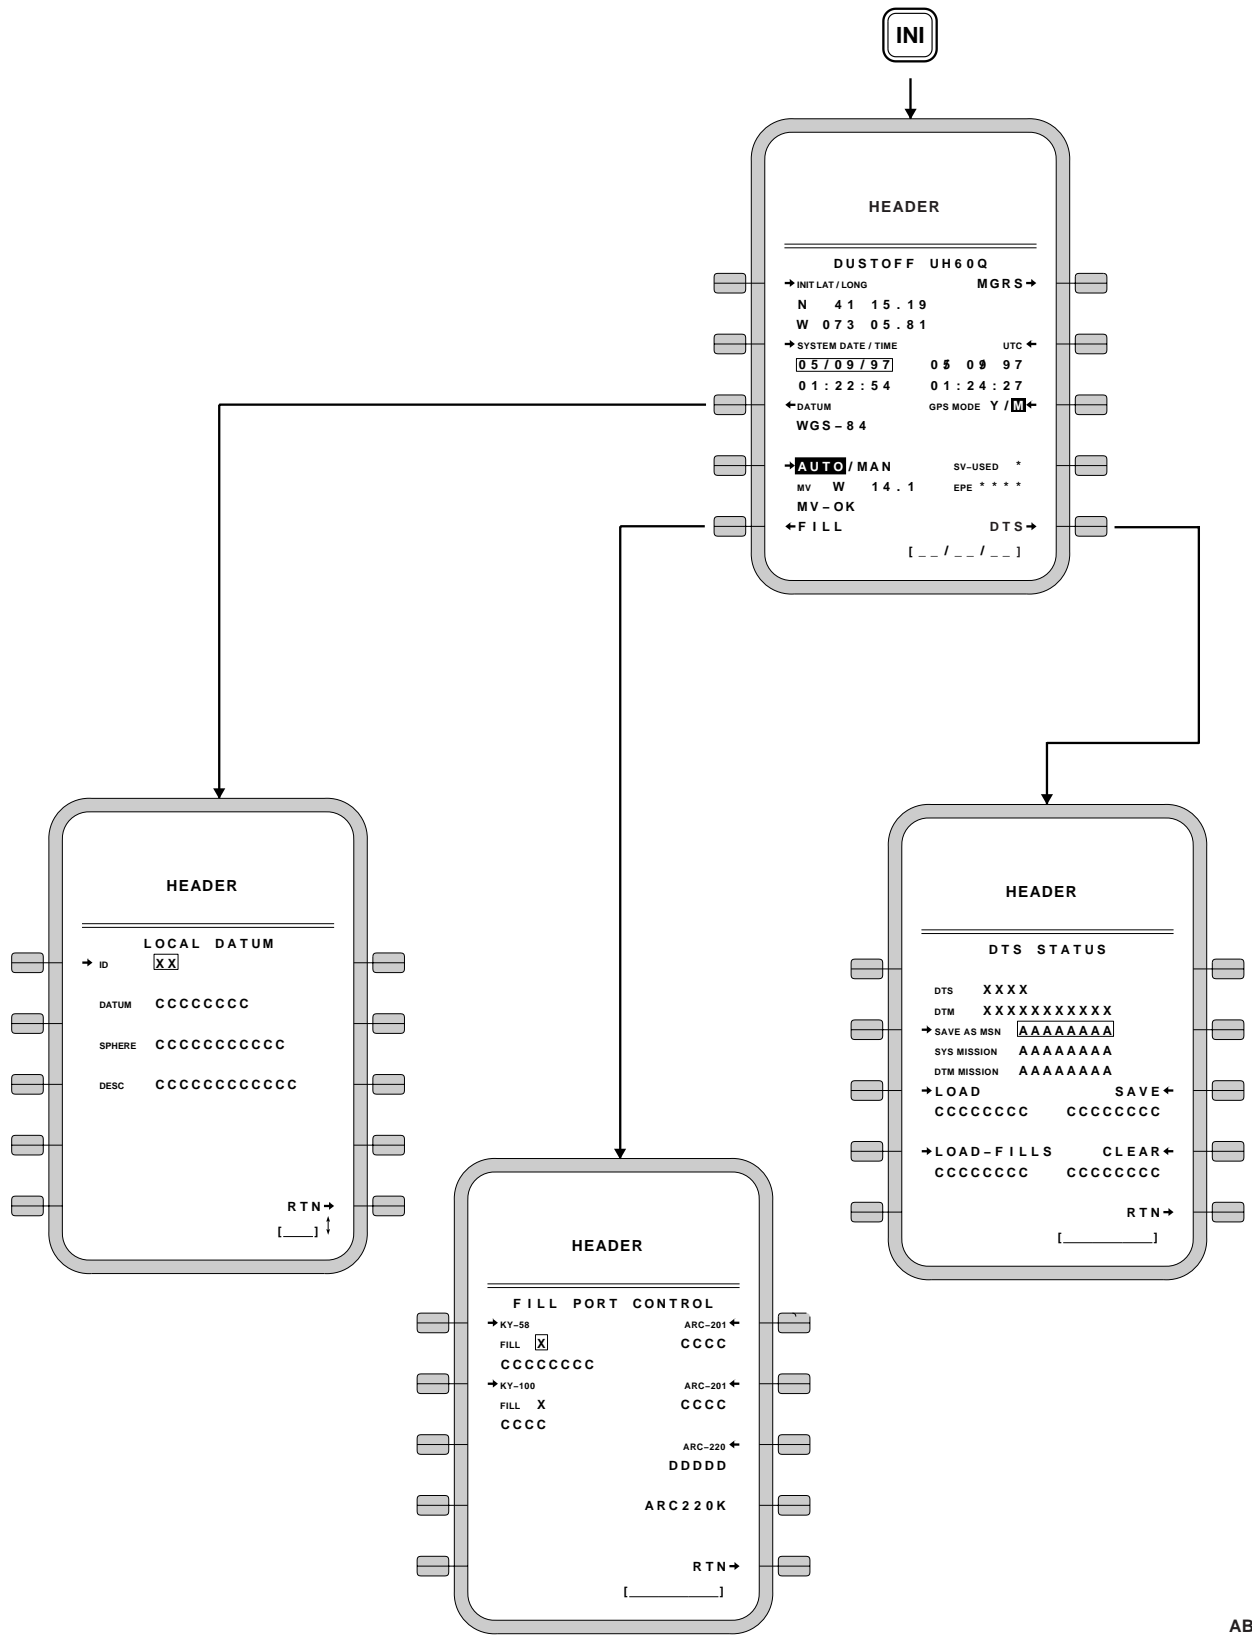 INI
HEADER
DUSTOFF UH60Q
→INIT LAT / LONG MGRS→
N 41 15.19
W 073 05.81
→SYSTEM DATE / TIME UTC←
05/09/97 05 09 97
01:22:54 01:24:27
←DATUM GPS MODE Y/M←
WGS–84
→AUTO/MAN SV–USED *
MV W 14.1 EPE ****
MV–OK
←FILL DTS→
[__/__/__]
HEADER
LOCAL DATUM
→ ID XX
DATUM CCCCCCCC
SPHERE CCCCCCCCCCC
DESC CCCCCCCCCCCC
RTN→
[____] ↕
HEADER
DTS STATUS
DTS XXXX
DTM XXXXXXXXXXX
→SAVE AS MSN AAAAAAAA
SYS MISSION AAAAAAAA
DTM MISSION AAAAAAAA
→LOAD SAVE←
CCCCCCCC CCCCCCCC
→LOAD–FILLS CLEAR←
CCCCCCCC CCCCCCCC
RTN→
[____________]
HEADER
FILL PORT CONTROL
→KY–58 ARC–201←
FILL X CCCC
CCCCCCCC
→KY–100 ARC–201←
FILL X CCCC
CCCC
ARC–220←
DDDDD
ARC220K
RTN→
[____________]
AB